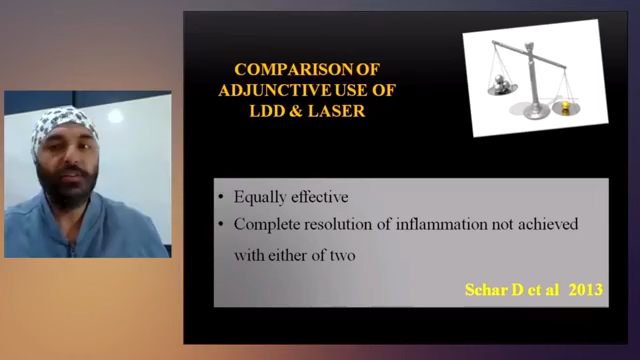 COMPARISON OF
ADJUNCTIVE USE OF
LDD & LASER
• Equally effective
• Complete resolution of inflammation not achieved
with either of two
Schar D et al 2013